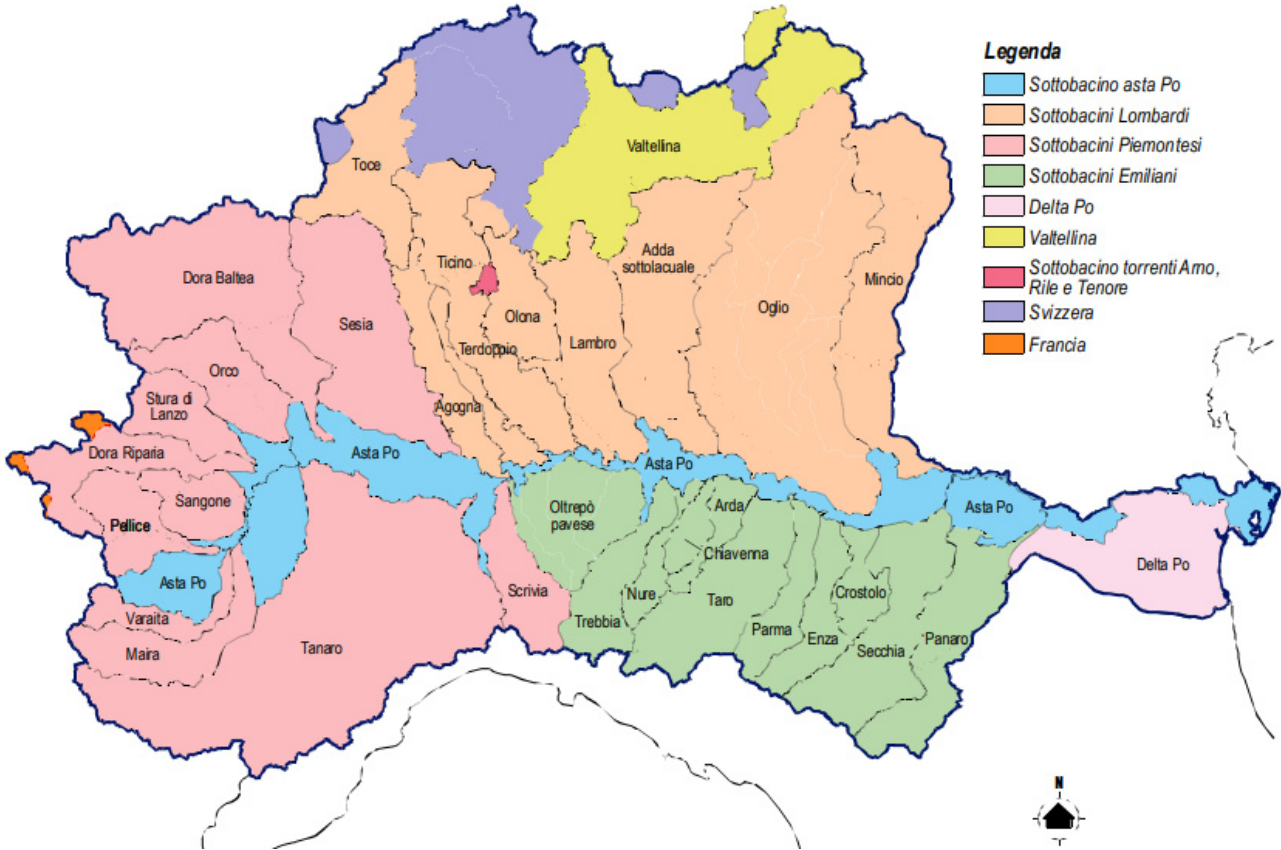 Legenda
Sottobacino asta Po
Sottobacini Lombardi
Sottobacini Piemontesi
Sottobacini Emiliani
Delta Po
Valtellina
Sottobacino torrenti Arno,
Rile e Tenore
Svizzera
Francia
Valtellina
Toce
Adda
sottolacuale
Ticino
Dora Baltea
Mincio
Oglio
Olona
Sesia
Lambro
Terdoppio
Orco
Stura di
Lanzo
Agogna
Dora Riparia
Asta Po
Asta Po
Sangone
Pellice
Oltrepò
pavese
Arda
Asta Po
Chiavenna
Delta Po
Asta Po
Scrivia
Nure
Taro
Crostolo
Varaita
Trebbia
Parma
Enza
Panaro
Maira
Tanaro
Secchia
N